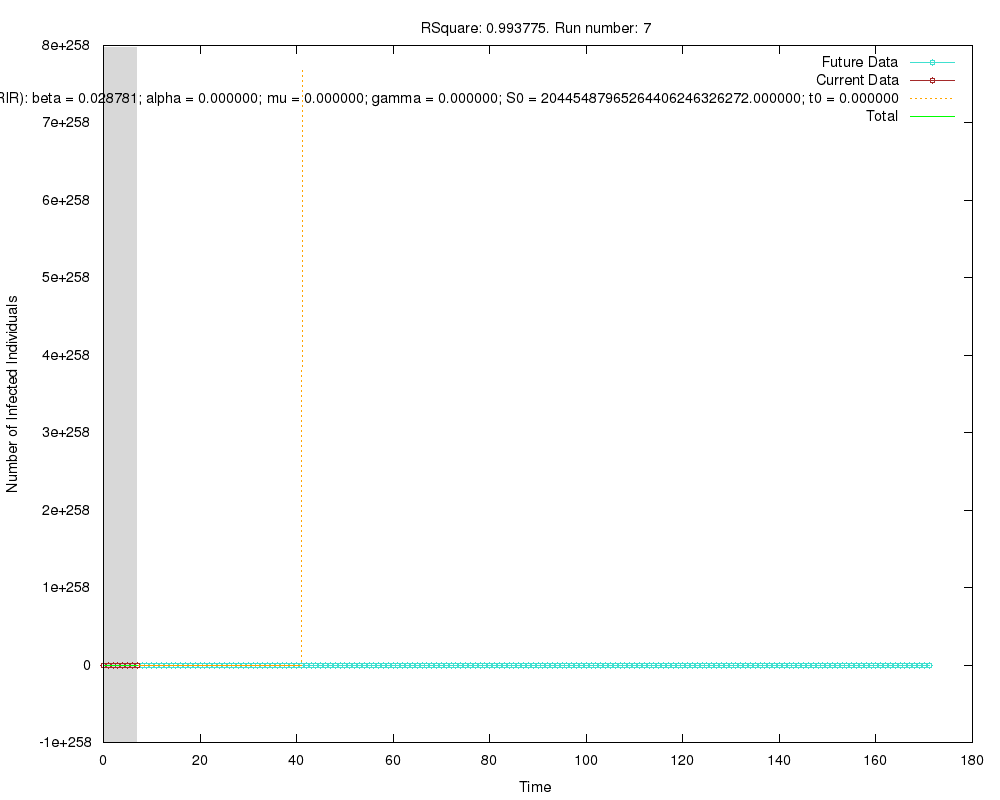 RSquare: 0.993775. Run number: 7
8e+258
7e+258
6e+258
5e+258
4e+258
3e+258
2e+258
1e+258
0
-1e+258
Number of Infected Individuals
Future Data
Current Data
RIR): beta = 0.028781; alpha = 0.000000; mu = 0.000000; gamma = 0.000000; S0 = 20445487965264406246326272.000000; t0 = 0.000000
Total
0 20 40 60 80 100 120 140 160 180
Time